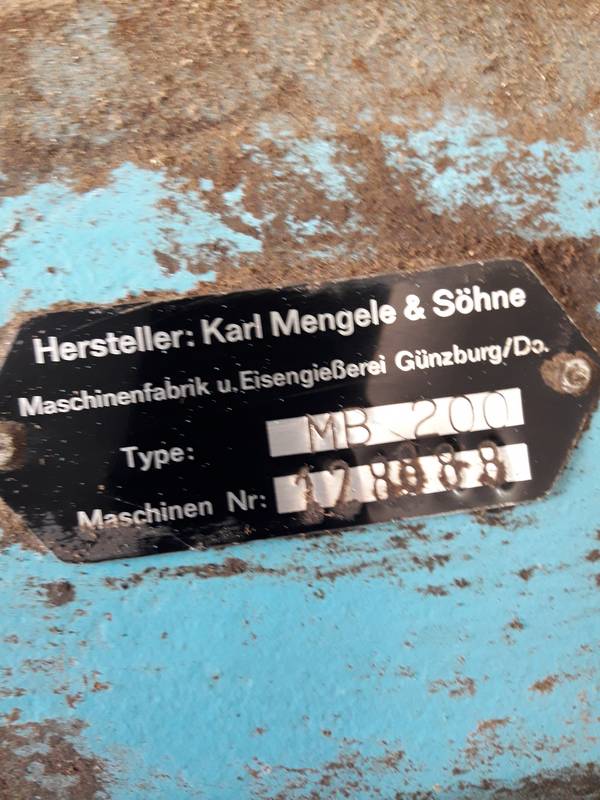 Hersteller: Karl Mengele & Söhne
Maschinenfabrik u. Eisengießerei Günzburg/Do.
Type: MB 200
Maschinen Nr: